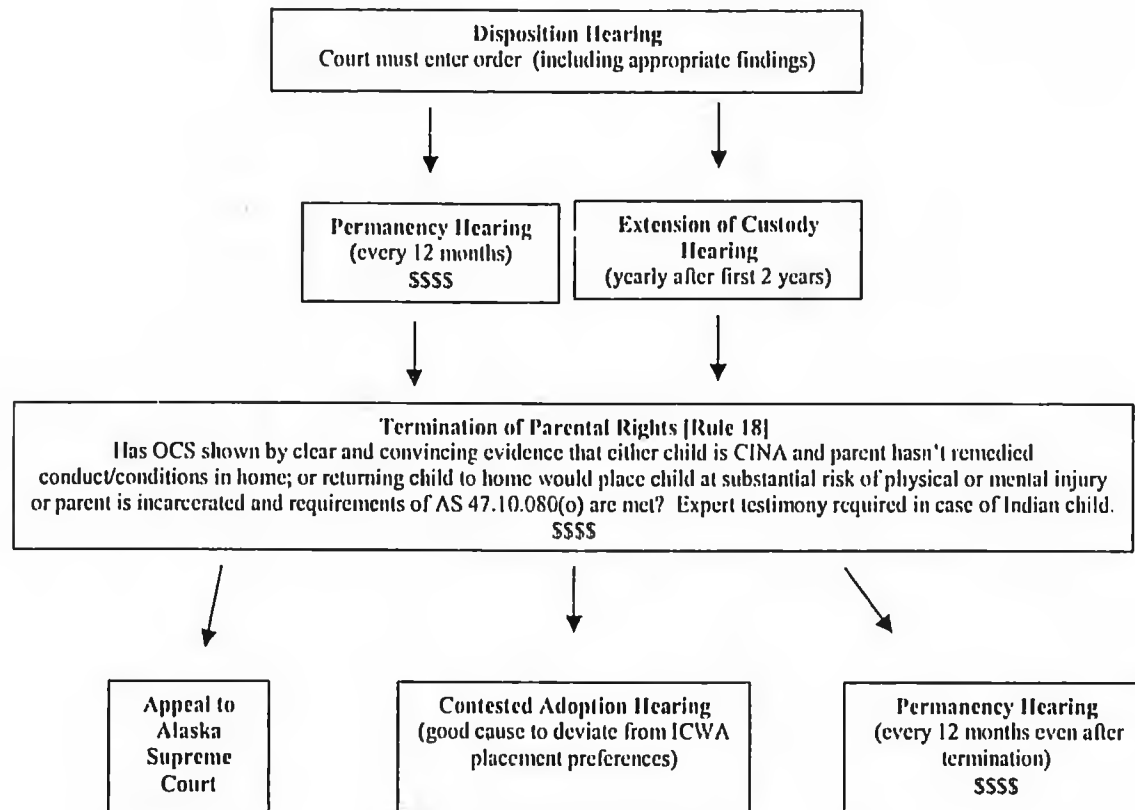 Disposition Hearing
Court must enter order (including appropriate findings)
Permanency Hearing
(every 12 months)
$$$$
Extension of Custody
Hearing
(yearly after first 2 years)
Termination of Parental Rights [Rule 18]
Has OCS shown by clear and convincing evidence that either child is CINA and parent hasn't remedied
conduct/conditions in home; or returning child to home would place child at substantial risk of physical or mental injury
or parent is incarcerated and requirements of AS 47.10.080(o) are met? Expert testimony required in case of Indian child.
$$$$
Appeal to
Alaska
Supreme
Court
Contested Adoption Hearing
(good cause to deviate from ICWA
placement preferences)
Permanency Hearing
(every 12 months even after
termination)
$$$$